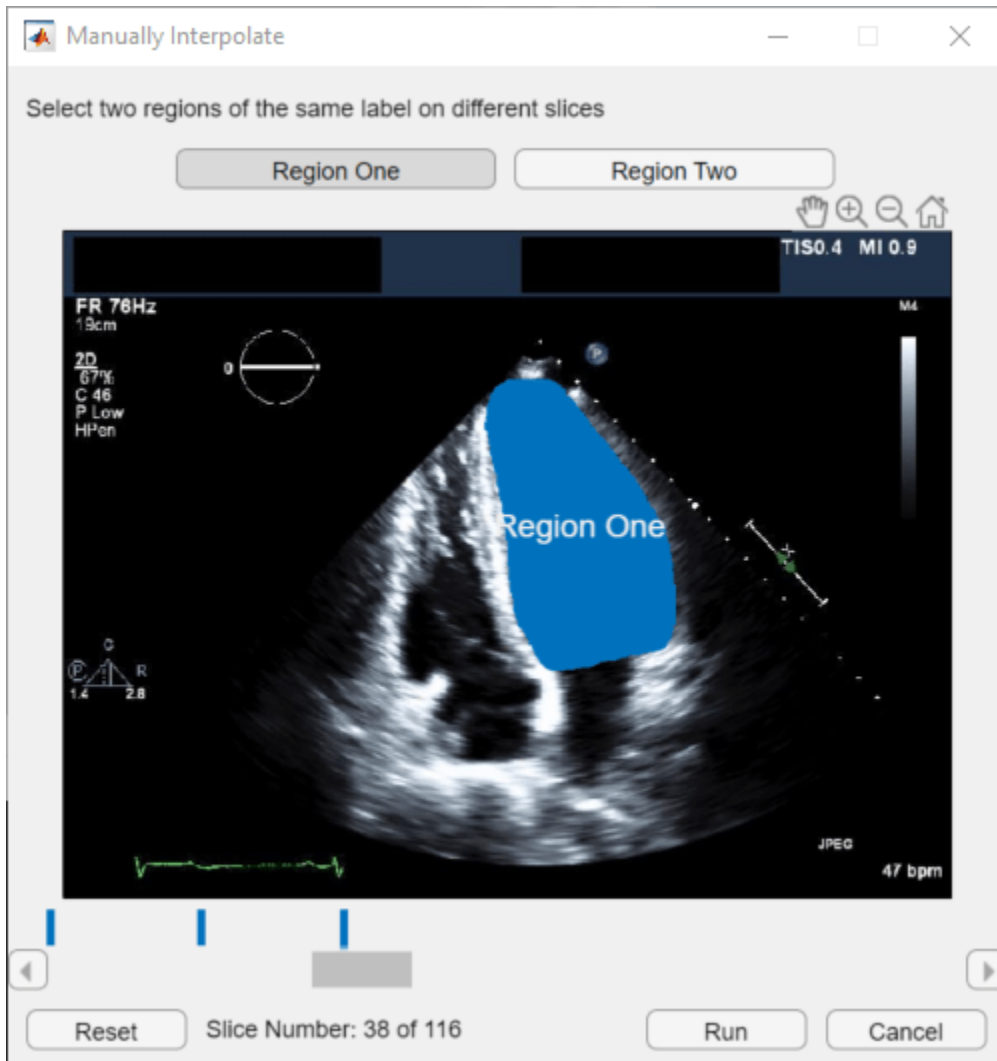 Manually Interpolate
Select two regions of the same label on different slices
Region One
Region Two
TIS0.4 MI 0.9
FR 76Hz
19cm
M4
P
2D
67%
C 46
P Low
HPen
0
Region One
G
P R
1.4 2.8
JPEG
47 bpm
Reset
Slice Number: 38 of 116
Run
Cancel